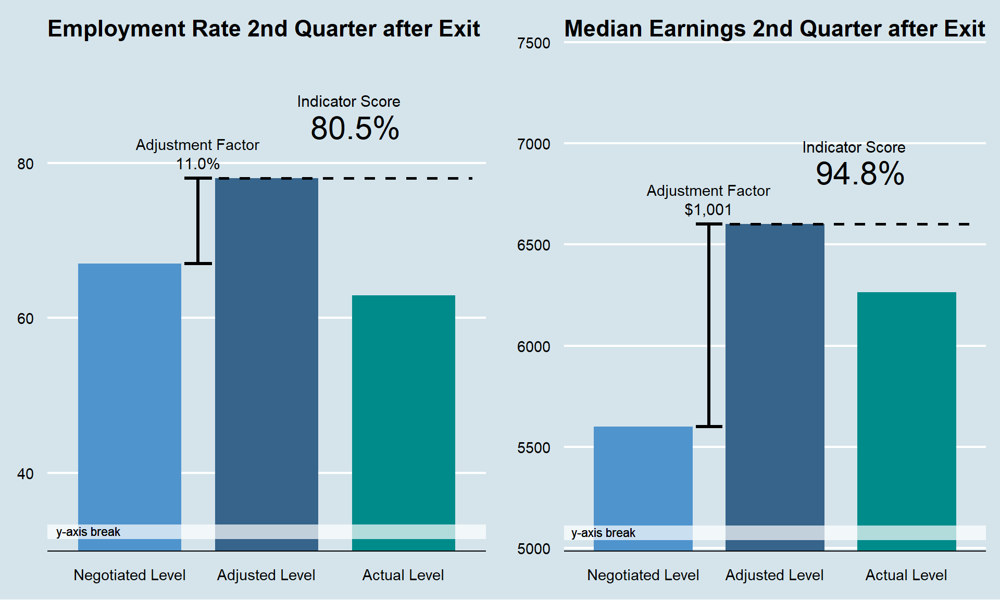 Employment Rate 2nd Quarter after Exit
Indicator Score
80.5%
Adjustment Factor
11.0%
80
60
40
y-axis break
Negotiated Level
Adjusted Level
Actual Level
Median Earnings 2nd Quarter after Exit
7500
7000
Indicator Score
94.8%
Adjustment Factor
$1,001
6500
6000
5500
y-axis break
5000
Negotiated Level
Adjusted Level
Actual Level